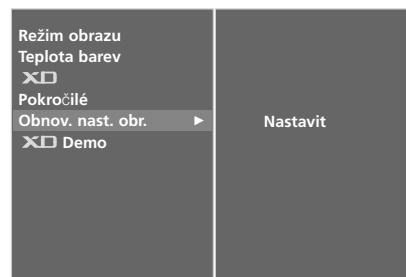 Režim obrazu
Teplota barev
XD
Pokročilé
Obnov. nast. obr. ►
Nastavit
XD Demo